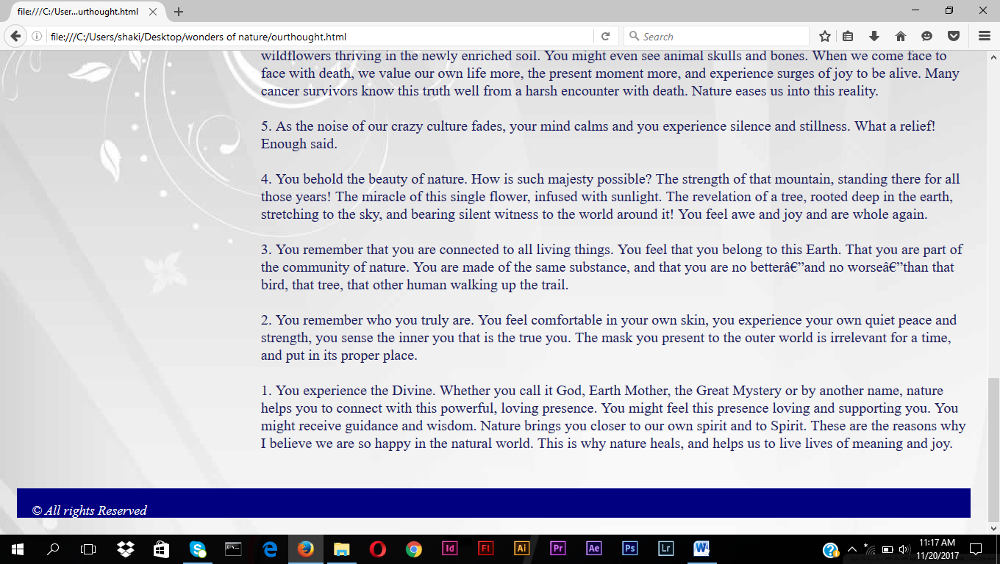 file:///C:/User...urthought.html
file:///C:/Users/shaki/Desktop/wonders of nature/ourthought.html
Search
wildflowers thriving in the newly enriched soil. You might even see animal skulls and bones. When we come face to
face with death, we value our own life more, the present moment more, and experience surges of joy to be alive. Many
cancer survivors know this truth well from a harsh encounter with death. Nature eases us into this reality.
5. As the noise of our crazy culture fades, your mind calms and you experience silence and stillness. What a relief!
Enough said.
4. You behold the beauty of nature. How is such majesty possible? The strength of that mountain, standing there for all
those years! The miracle of this single flower, infused with sunlight. The revelation of a tree, rooted deep in the earth,
stretching to the sky, and bearing silent witness to the world around it! You feel awe and joy and are whole again.
3. You remember that you are connected to all living things. You feel that you belong to this Earth. That you are part of
the community of nature. You are made of the same substance, and that you are no betterâ€”and no worseâ€”than that
bird, that tree, that other human walking up the trail.
2. You remember who you truly are. You feel comfortable in your own skin, you experience your own quiet peace and
strength, you sense the inner you that is the true you. The mask you present to the outer world is irrelevant for a time,
and put in its proper place.
1. You experience the Divine. Whether you call it God, Earth Mother, the Great Mystery or by another name, nature
helps you to connect with this powerful, loving presence. You might feel this presence loving and supporting you. You
might receive guidance and wisdom. Nature brings you closer to our own spirit and to Spirit. These are the reasons why
I believe we are so happy in the natural world. This is why nature heals, and helps us to live lives of meaning and joy.
© All rights Reserved
Id Fl Ai Pr Ae Ps Lr
11:17 AM
11/20/2017